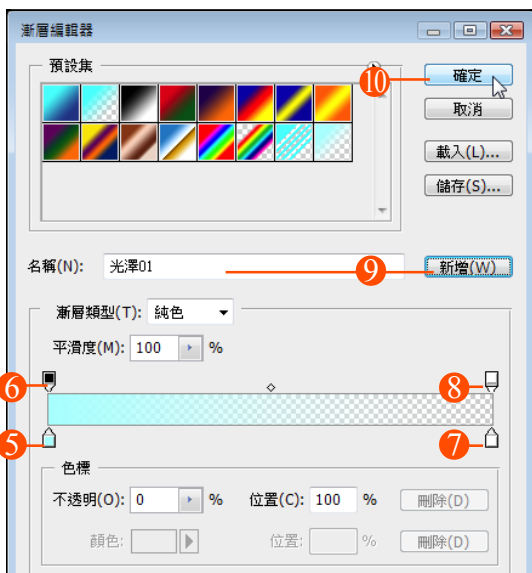 漸層編輯器
預設集
10
確定
取消
載入(L)...
儲存(S)...
名稱(N): 光澤01
9
新增(W)
漸層類型(T): 純色
平滑度(M): 100 %
6
8
5
7
色標
不透明(O): 0 % 位置(C): 100 % 刪除(D)
顏色: 位置: % 刪除(D)